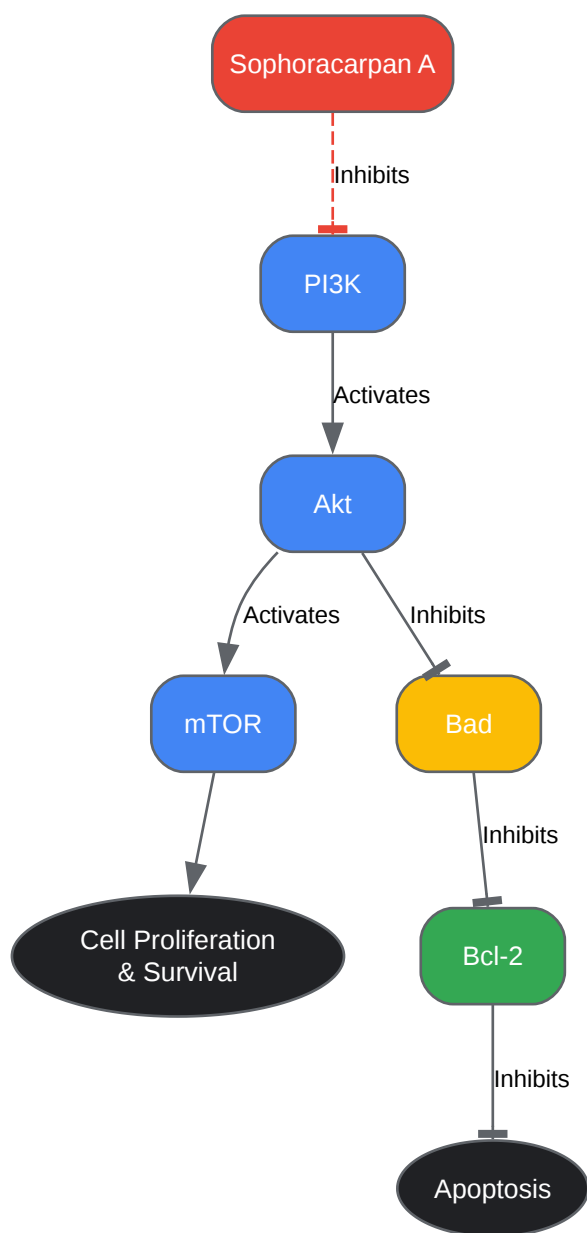 Sophoracarpan A
Inhibits
PI3K
Activates
Akt
Activates
Inhibits
mTOR
Bad
Inhibits
Cell Proliferation
& Survival
Bcl-2
Inhibits
Apoptosis